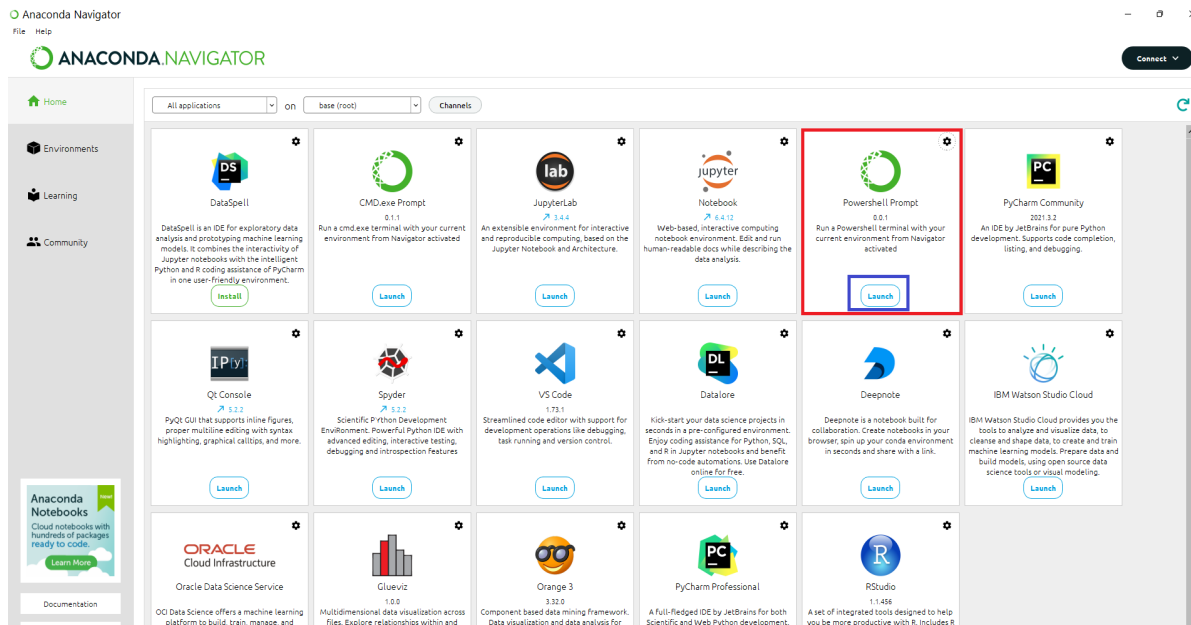 Anaconda Navigator
File Help
ANACONDA.NAVIGATOR
Connect
Home
Environments
Learning
Community
All applications on base (root) Channels
DS
DataSpell
DataSpell is an IDE for exploratory data
analysis and prototyping machine learning
models. It combines the interactivity of
Jupyter notebooks with the intelligent
Python and R coding assistance of PyCharm
in one user-friendly environment.
Install
CMD.exe Prompt
0.1.1
Run a cmd.exe terminal with your current
environment from Navigator activated
Launch
lab
JupyterLab
3.4.4
An extensible environment for interactive
and reproducible computing, based on the
Jupyter Notebook and Architecture.
Launch
jupyter
Notebook
6.4.12
Web-based, interactive computing
notebook environment. Edit and run
human-readable docs while describing the
data analysis.
Launch
Powershell Prompt
0.0.1
Run a Powershell terminal with your
current environment from Navigator
activated
Launch
PC
PyCharm Community
2021.3.2
An IDE by JetBrains for pure Python
development. Supports code completion,
listing, and debugging.
Launch
IP[y]:
Qt Console
5.2.2
PyQt GUI that supports inline figures,
proper multiline editing with syntax
highlighting, graphical calltips, and more.
Launch
Spyder
5.2.2
Scientific PYthon Development
EnviRonment. Powerful Python IDE with
advanced editing, interactive testing,
debugging and introspection features
Launch
VS Code
1.73.1
Streamlined code editor with support for
development operations like debugging,
task running and version control.
Launch
DL
Datalore
Kick-start your data science projects in
seconds in a pre-configured environment.
Enjoy coding assistance for Python, SQL,
and R in Jupyter notebooks and benefit
from no-code automations. Use Datalore
online for free.
Launch
Deepnote
Deepnote is a notebook built for
collaboration. Create notebooks in your
browser, spin up your conda environment
in seconds and share with a link.
Launch
IBM Watson Studio Cloud
IBM Watson Studio Cloud provides you the
tools to analyze and visualize data, to
cleanse and shape data, to create and train
machine learning models. Prepare data and
build models, using open source data
science tools or visual modeling.
Launch
ORACLE
Cloud Infrastructure
Oracle Data Science Service
OCI Data Science offers a machine learning
platform to build, train, manage, and
Glueviz
1.0.0
Multidimensional data visualization across
files. Explore relationships within and
Orange 3
3.32.0
Component based data mining framework.
Data visualization and data analysis for
PC
PyCharm Professional
A full-fledged IDE by JetBrains for both
Scientific and Web Python development.
R
RStudio
1.1.456
A set of integrated tools designed to help
you be more productive with R. Includes R
Anaconda
Notebooks
New!
Cloud notebooks with
hundreds of packages
ready to code.
Learn More
Documentation